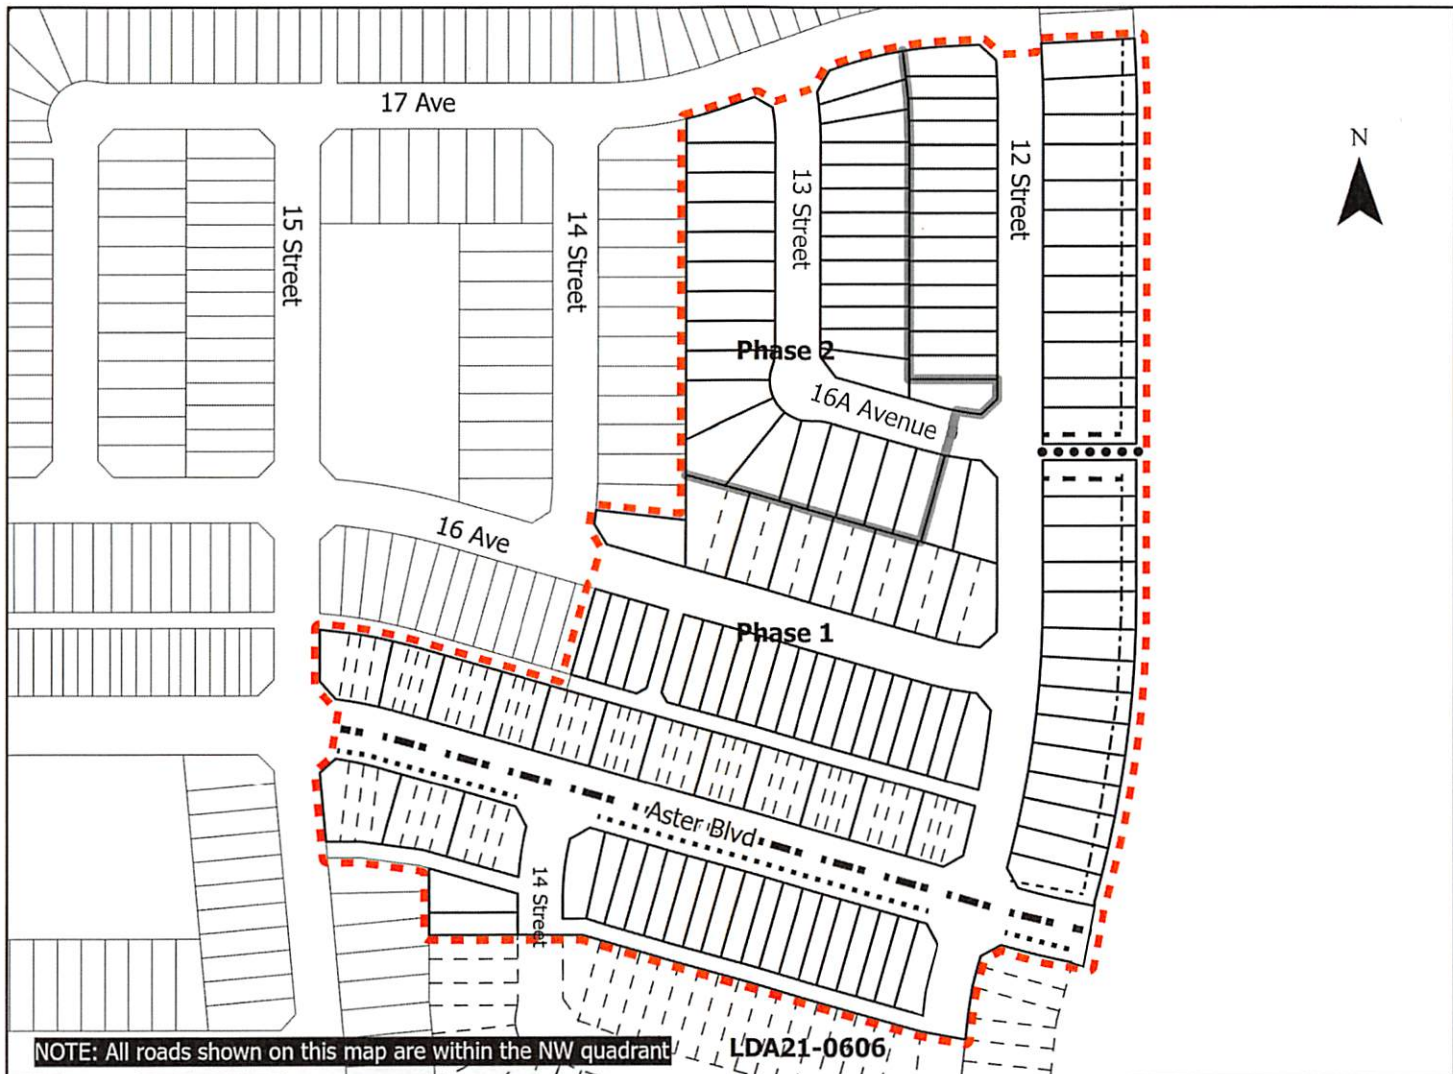 17 Ave
N
15 Street
14 Street
13 Street
12 Street
Phase 2
16A Avenue
16 Ave
Phase 1
Aster Blvd
14 Street
NOTE: All roads shown on this map are within the NW quadrant
LDA21-0606